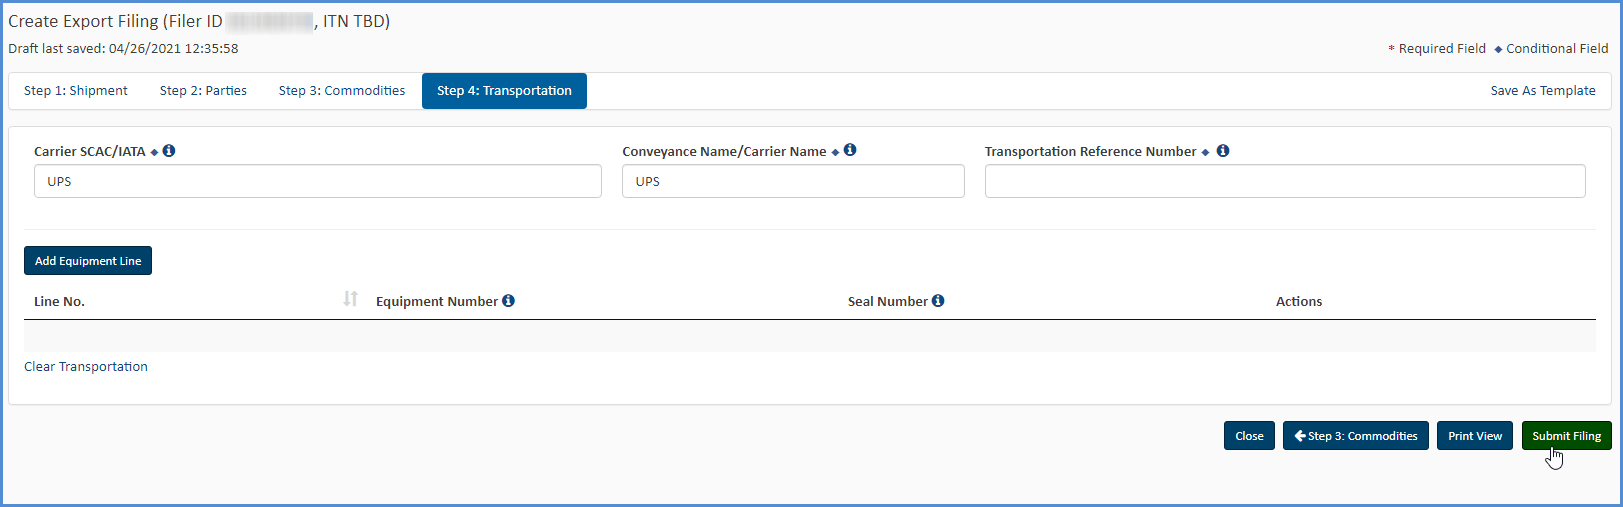 Create Export Filing (Filer ID , ITN TBD)
Draft last saved: 04/26/2021 12:35:58
* Required Field ◆ Conditional Field
Step 1: Shipment Step 2: Parties Step 3: Commodities Step 4: Transportation Save As Template
Carrier SCAC/IATA ◆ Conveyance Name/Carrier Name ◆ Transportation Reference Number ◆
UPS UPS
Add Equipment Line
Line No. Equipment Number Seal Number Actions
Clear Transportation
Close Step 3: Commodities Print View Submit Filing